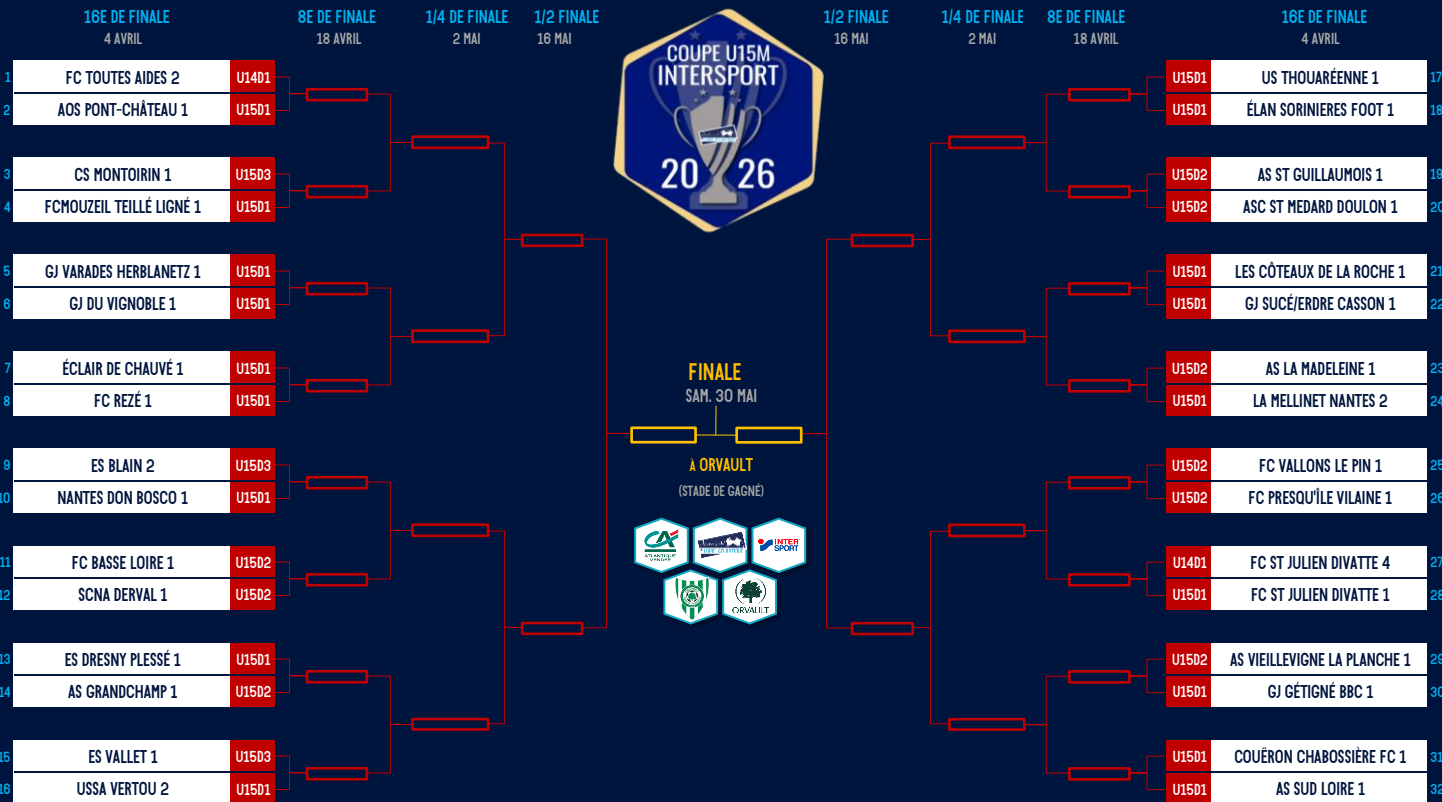 16E DE FINALE
4 AVRIL
8E DE FINALE
18 AVRIL
1/4 DE FINALE
2 MAI
1/2 FINALE
16 MAI
COUPE U15M
INTERSPORT
20 26
1/2 FINALE
16 MAI
1/4 DE FINALE
2 MAI
8E DE FINALE
18 AVRIL
16E DE FINALE
4 AVRIL
1 FC TOUTES AIDES 2 U14D1
2 AOS PONT-CHÂTEAU 1 U15D1
3 CS MONTOIRIN 1 U15D3
4 FCMOUZEIL TEILLÉ LIGNÉ 1 U15D1
5 GJ VARADES HERBLANETZ 1 U15D1
6 GJ DU VIGNOBLE 1 U15D1
7 ÉCLAIR DE CHAUVÉ 1 U15D1
8 FC REZÉ 1 U15D1
9 ES BLAIN 2 U15D3
10 NANTES DON BOSCO 1 U15D1
11 FC BASSE LOIRE 1 U15D2
12 SCNA DERVAL 1 U15D2
13 ES DRESNY PLESSÉ 1 U15D1
14 AS GRANDCHAMP 1 U15D2
15 ES VALLET 1 U15D3
16 USSA VERTOU 2 U15D1
FINALE
SAM. 30 MAI
À ORVAULT
(STADE DE GAGNÉ)
CA
ATLANTIQUE
VENDÉE
LOIRE-ATLANTIQUE
INTER
SPORT
ORVAULT
U15D1 US THOUARÉENNE 1 17
U15D1 ÉLAN SORINIERES FOOT 1 18
U15D2 AS ST GUILLAUMOIS 1 19
U15D2 ASC ST MEDARD DOULON 1 20
U15D1 LES CÔTEAUX DE LA ROCHE 1 21
U15D1 GJ SUCÉ/ERDRE CASSON 1 22
U15D2 AS LA MADELEINE 1 23
U15D1 LA MELLINET NANTES 2 24
U15D2 FC VALLONS LE PIN 1 25
U15D2 FC PRESQU'ÎLE VILAINE 1 26
U14D1 FC ST JULIEN DIVATTE 4 27
U15D1 FC ST JULIEN DIVATTE 1 28
U15D2 AS VIEILLEVIGNE LA PLANCHE 1 29
U15D1 GJ GÉTIGNÉ BBC 1 30
U15D1 COUËRON CHABOSSIÈRE FC 1 31
U15D1 AS SUD LOIRE 1 32